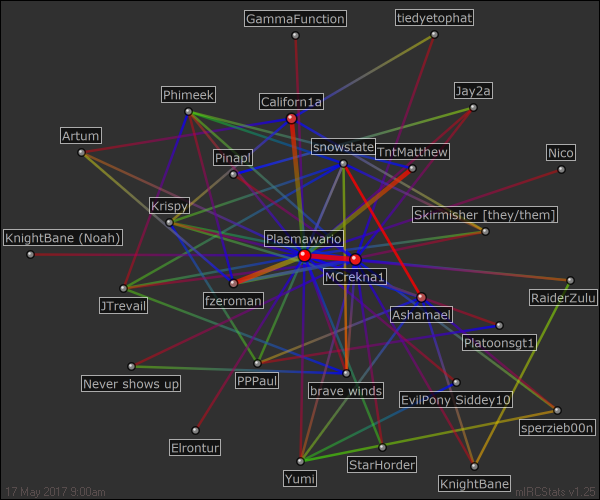 GammaFunction
tiedyetophat
Phimeek
Californ1a
Jay2a
Artum
Pinapl
snowstate
TntMatthew
Nico
Krispy
Skirmisher [they/them]
KnightBane (Noah)
Plasmawario
MCrekna1
JTrevail
fzeroman
Ashamael
RaiderZulu
Platoonsgt1
Never shows up
PPPaul
brave winds
EvilPony Siddey10
sperzieb00n
Elrontur
Yumi
StarHorder
KnightBane
17 May 2017 9:00am
mIRCStats v1.25